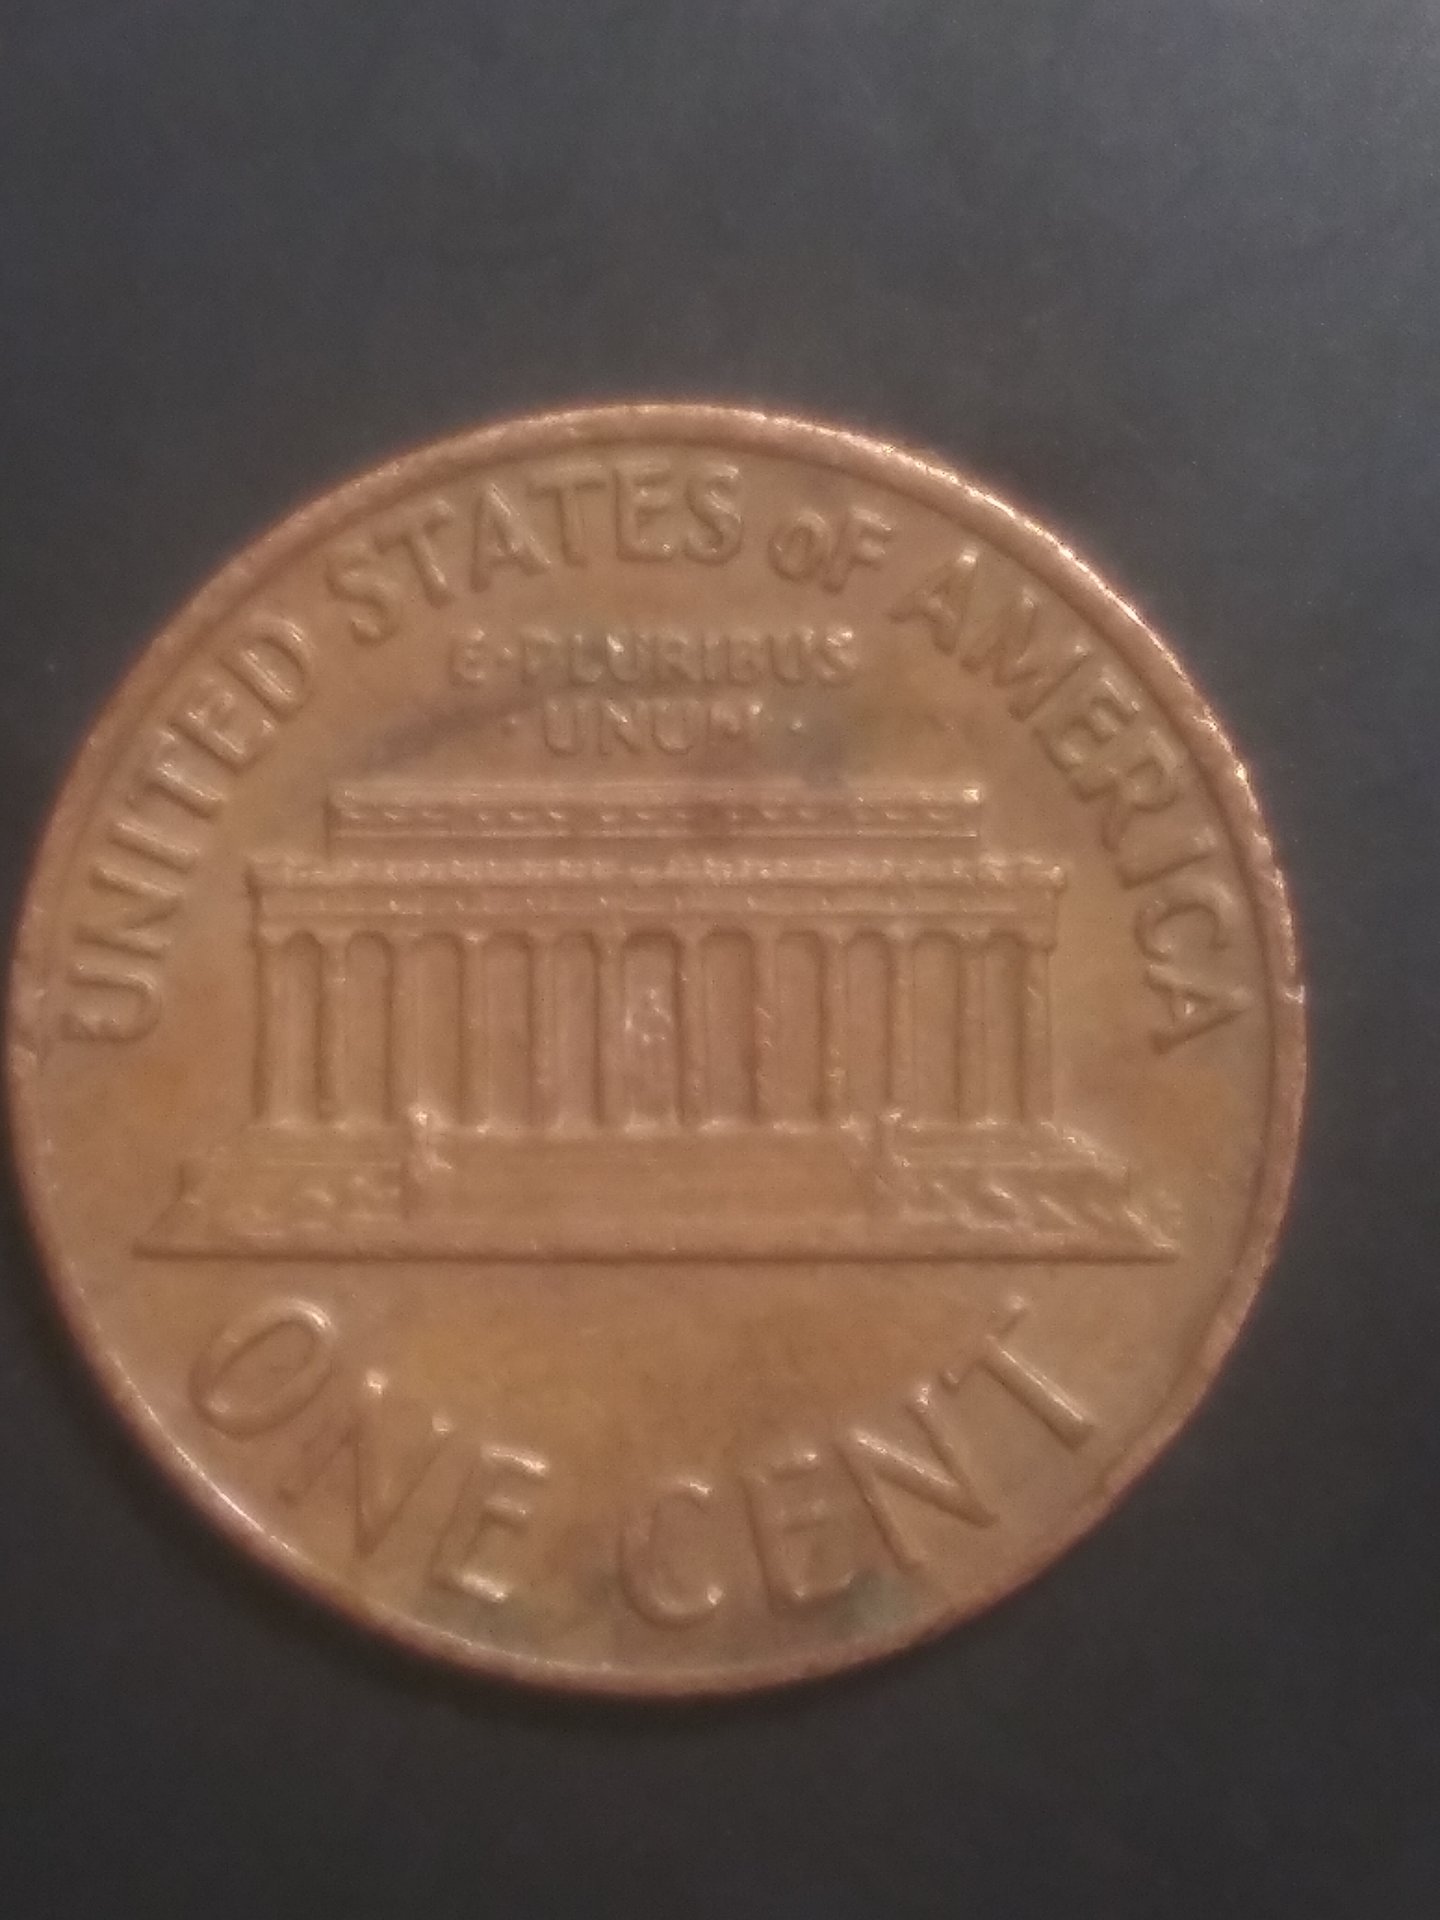 UNITED STATES OF AMERICA
E·PLURIBUS
·UNUM·
ONE CENT